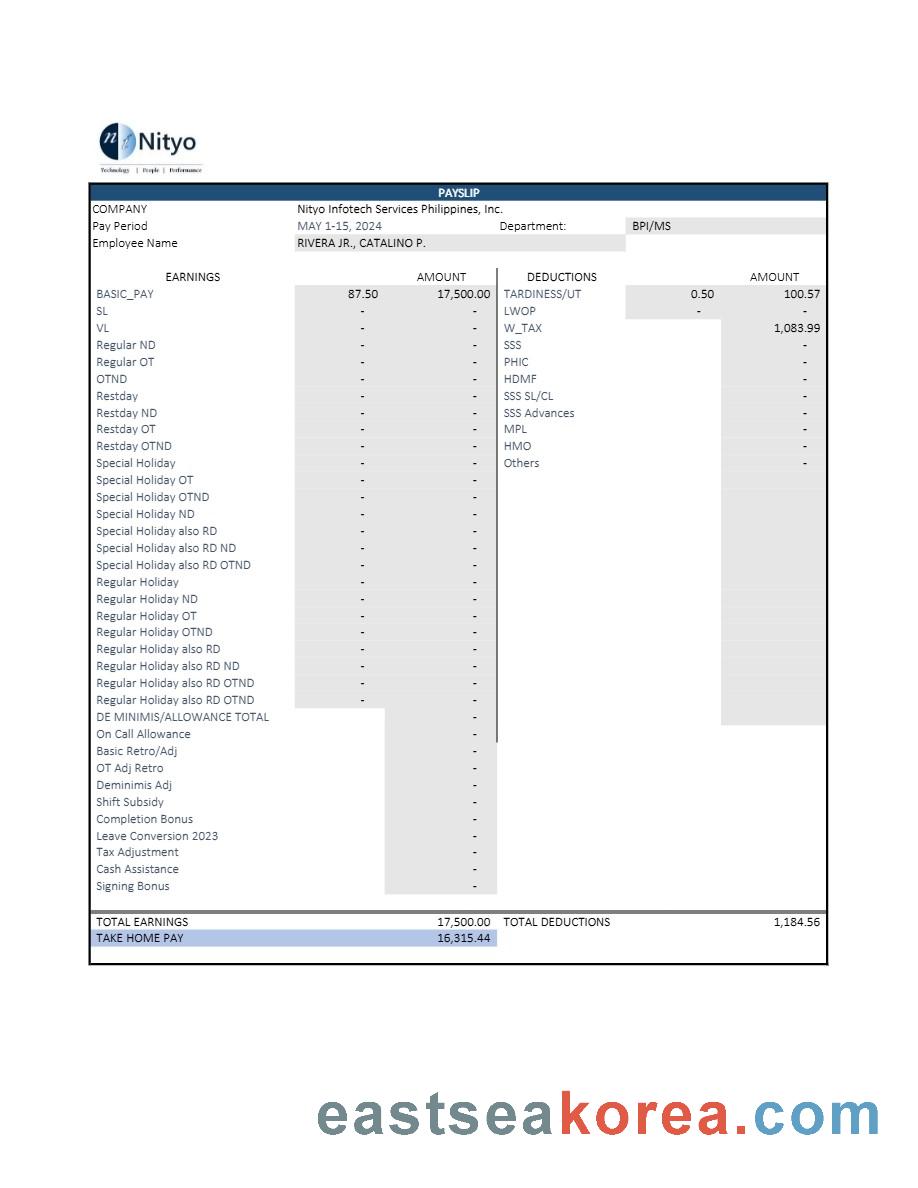 n
nt
Nityo
Technology | People | Performance
PAYSLIP
COMPANY Nityo Infotech Services Philippines, Inc.
Pay Period MAY 1-15, 2024 Department: BPI/MS
Employee Name RIVERA JR., CATALINO P.
EARNINGS AMOUNT DEDUCTIONS AMOUNT
BASIC_PAY 87.50 17,500.00 TARDINESS/UT 0.50 100.57
SL - - LWOP - -
VL - - W_TAX 1,083.99
Regular ND - - SSS -
Regular OT - - PHIC -
OTND - - HDMF -
Restday - - SSS SL/CL -
Restday ND - - SSS Advances -
Restday OT - - MPL -
Restday OTND - - HMO -
Special Holiday - - Others -
Special Holiday OT - -
Special Holiday OTND - -
Special Holiday ND - -
Special Holiday also RD - -
Special Holiday also RD ND - -
Special Holiday also RD OTND - -
Regular Holiday - -
Regular Holiday ND - -
Regular Holiday OT - -
Regular Holiday OTND - -
Regular Holiday also RD - -
Regular Holiday also RD ND - -
Regular Holiday also RD OTND - -
Regular Holiday also RD OTND - -
DE MINIMIS/ALLOWANCE TOTAL -
On Call Allowance -
Basic Retro/Adj -
OT Adj Retro -
Deminimis Adj -
Shift Subsidy -
Completion Bonus -
Leave Conversion 2023 -
Tax Adjustment -
Cash Assistance -
Signing Bonus -
TOTAL EARNINGS 17,500.00 TOTAL DEDUCTIONS 1,184.56
TAKE HOME PAY 16,315.44
eastseakorea.com